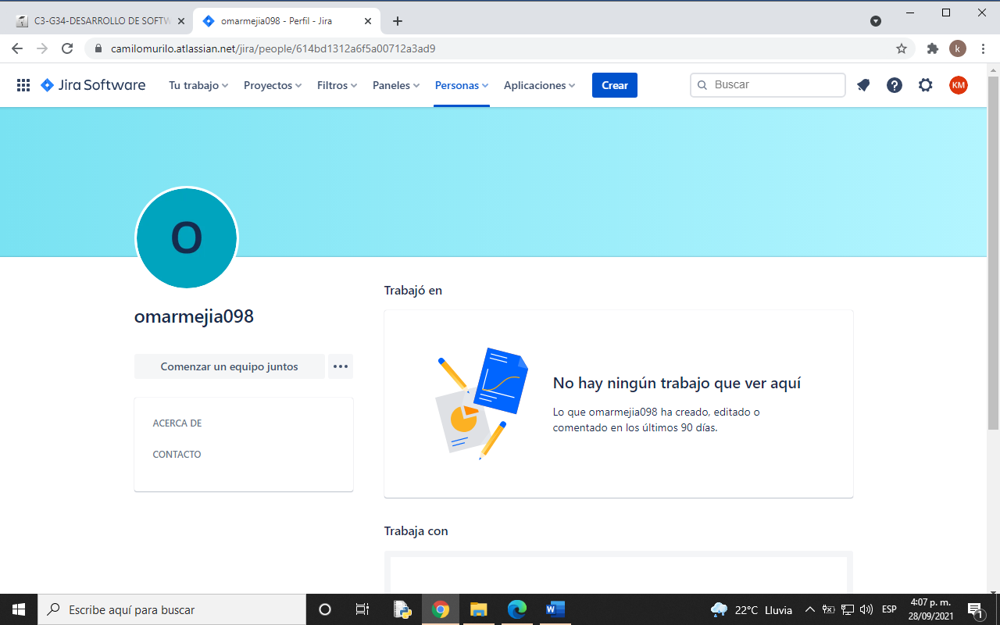 C3-G34-DESARROLLO DE SOFTW
omarmejia098 - Perfil - Jira
camilomurilo.atlassian.net/jira/people/614bd1312a6f5a00712a3ad9
k
Jira Software
Tu trabajo
Proyectos
Filtros
Paneles
Personas
Aplicaciones
Crear
Buscar
KM
O
omarmejia098
Comenzar un equipo juntos
ACERCA DE
CONTACTO
Trabajó en
No hay ningún trabajo que ver aquí
Lo que omarmejia098 ha creado, editado o
comentado en los últimos 90 días.
Trabaja con
Escribe aquí para buscar
22°C Lluvia
ESP
4:07 p. m.
28/09/2021
1